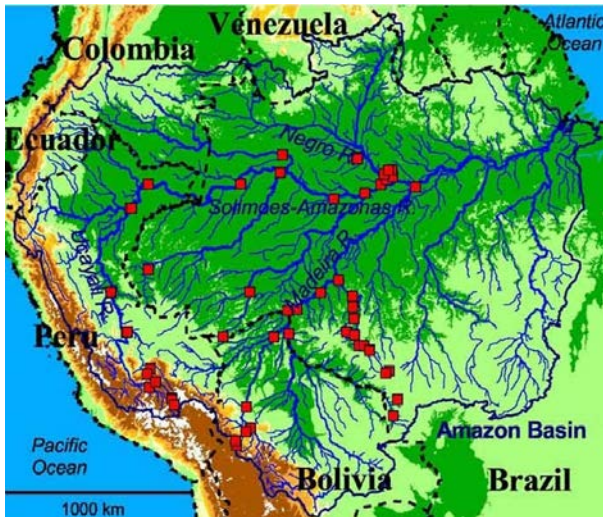 Venezuela
Atlantic
Ocean
Colombia
Ecuador
Negro R.
Solimões-Amazonas R.
Ucayali R.
Madeira R.
Peru
Amazon Basin
Pacific
Ocean
Bolivia
Brazil
1000 km